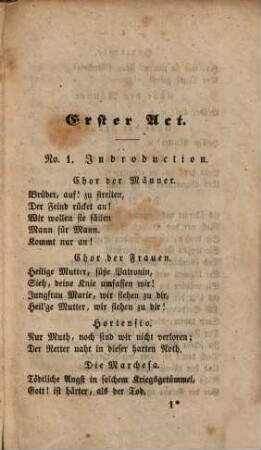 Erster Act.
No. 1. Indroduction.
Chor der Männer.
Brüder, auf! zu streiten,
Der Feind rücket an!
Wir wollen sie fällen
Mann für Mann.
Kommt nur an!
Chor der Frauen.
Heilige Mutter, süße Patronin,
Sieh, deine Knie umfassen wir!
Jungfrau Marie, wir flehen zu dir,
Heil'ge Mutter, wir flehen zu dir!
Hortensio.
Nur Muth, noch sind wir nicht verloren;
Der Retter naht in dieser harten Noth.
Die Marchesa.
Tödtliche Angst in solchem Kriegsgetümmel,
Gott! ist härter, als der Tod.
1*